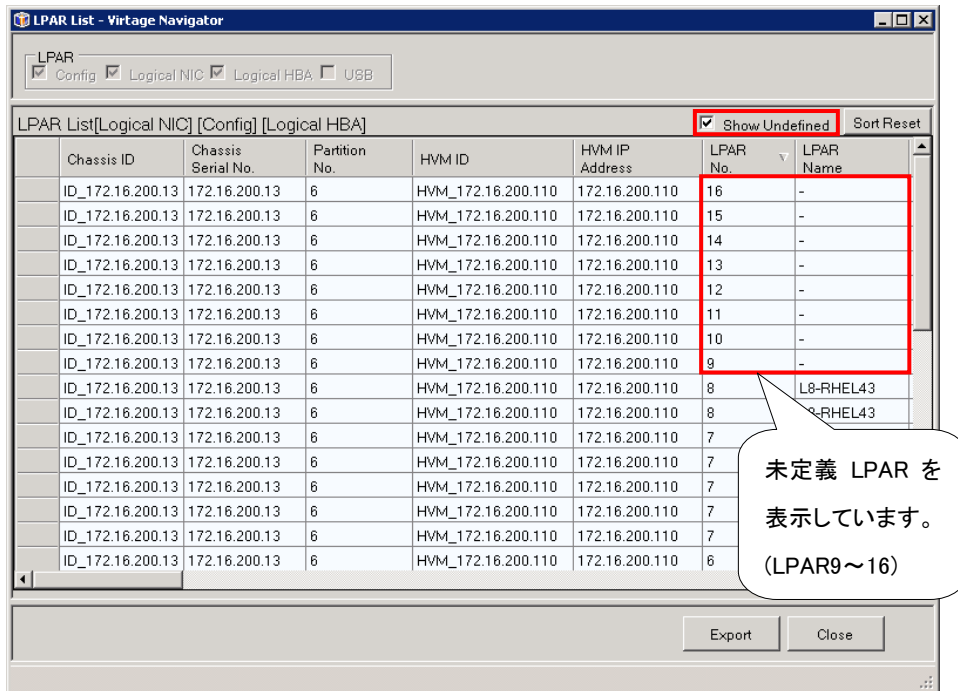 LPAR List - Virtage Navigator
LPAR
Config Logical NIC Logical HBA USB
LPAR List[Logical NIC] [Config] [Logical HBA] Show Undefined Sort Reset
Chassis ID Chassis Serial No. Partition No. HVM ID HVM IP Address LPAR No. LPAR Name
ID_172.16.200.13 172.16.200.13 6 HVM_172.16.200.110 172.16.200.110 16 -
ID_172.16.200.13 172.16.200.13 6 HVM_172.16.200.110 172.16.200.110 15 -
ID_172.16.200.13 172.16.200.13 6 HVM_172.16.200.110 172.16.200.110 14 -
ID_172.16.200.13 172.16.200.13 6 HVM_172.16.200.110 172.16.200.110 13 -
ID_172.16.200.13 172.16.200.13 6 HVM_172.16.200.110 172.16.200.110 12 -
ID_172.16.200.13 172.16.200.13 6 HVM_172.16.200.110 172.16.200.110 11 -
ID_172.16.200.13 172.16.200.13 6 HVM_172.16.200.110 172.16.200.110 10 -
ID_172.16.200.13 172.16.200.13 6 HVM_172.16.200.110 172.16.200.110 9 -
ID_172.16.200.13 172.16.200.13 6 HVM_172.16.200.110 172.16.200.110 8 L8-RHEL43
ID_172.16.200.13 172.16.200.13 6 HVM_172.16.200.110 172.16.200.110 8 -RHEL43
ID_172.16.200.13 172.16.200.13 6 HVM_172.16.200.110 172.16.200.110 7
ID_172.16.200.13 172.16.200.13 6 HVM_172.16.200.110 172.16.200.110 7
ID_172.16.200.13 172.16.200.13 6 HVM_172.16.200.110 172.16.200.110 7
ID_172.16.200.13 172.16.200.13 6 HVM_172.16.200.110 172.16.200.110 7
ID_172.16.200.13 172.16.200.13 6 HVM_172.16.200.110 172.16.200.110 7
ID_172.16.200.13 172.16.200.13 6 HVM_172.16.200.110 172.16.200.110 6
未定義 LPAR を
表示しています。
(LPAR9～16)
Export Close